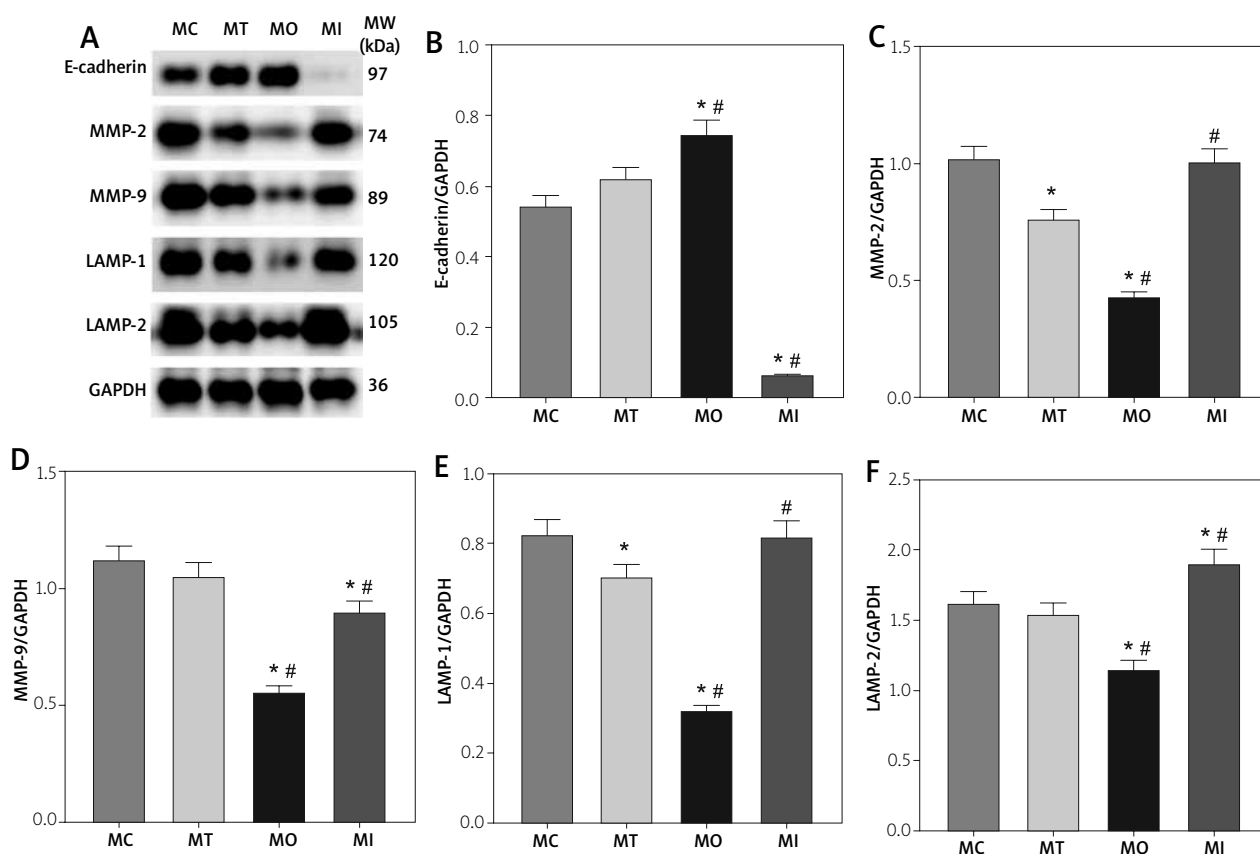 A
MC MT MO MI MW
(kDa)
E-cadherin 97
MMP-2 74
MMP-9 89
LAMP-1 120
LAMP-2 105
GAPDH 36
B
E-cadherin/GAPDH
1.0
0.8
0.6
0.4
0.2
0.0
* #
* #
MC MT MO MI
C
MMP-2/GAPDH
1.5
1.0
0.5
0.0
*
* #
#
MC MT MO MI
D
MMP-9/GAPDH
1.5
1.0
0.5
0.0
* #
* #
MC MT MO MI
E
LAMP-1/GAPDH
1.0
0.8
0.6
0.4
0.2
0.0
*
* #
#
MC MT MO MI
F
LAMP-2/GAPDH
2.5
2.0
1.5
1.0
0.5
0.0
* #
* #
MC MT MO MI